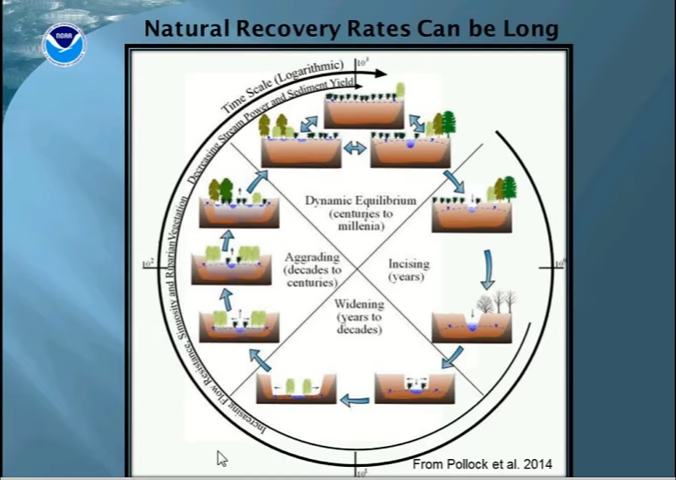 Natural Recovery Rates Can be Long
NOAA
Time Scale (Logarithmic)
Decreasing Stream Power and Sediment Yield
Dynamic Equilibrium
(centuries to
millenia)
Aggrading
(decades to
centuries)
Incising
(years)
Widening
(years to
decades)
Increasing Flow Resistance, Sinuosity and Riparian Vegetation
From Pollock et al. 2014